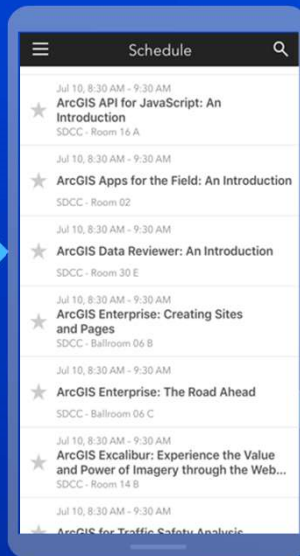 Schedule
Jul 10, 8:30 AM - 9:30 AM
ArcGIS API for JavaScript: An
Introduction
SDCC - Room 16 A
Jul 10, 8:30 AM - 9:30 AM
ArcGIS Apps for the Field: An Introduction
SDCC - Room 02
Jul 10, 8:30 AM - 9:30 AM
ArcGIS Data Reviewer: An Introduction
SDCC - Room 30 E
Jul 10, 8:30 AM - 9:30 AM
ArcGIS Enterprise: Creating Sites
and Pages
SDCC - Ballroom 06 B
Jul 10, 8:30 AM - 9:30 AM
ArcGIS Enterprise: The Road Ahead
SDCC - Ballroom 06 C
Jul 10, 8:30 AM - 9:30 AM
ArcGIS Excalibur: Experience the Value
and Power of Imagery through the Web...
SDCC - Room 14 B
Jul 10, 8:30 AM - 9:30 AM
ArcGIS for Traffic Safety Analysis